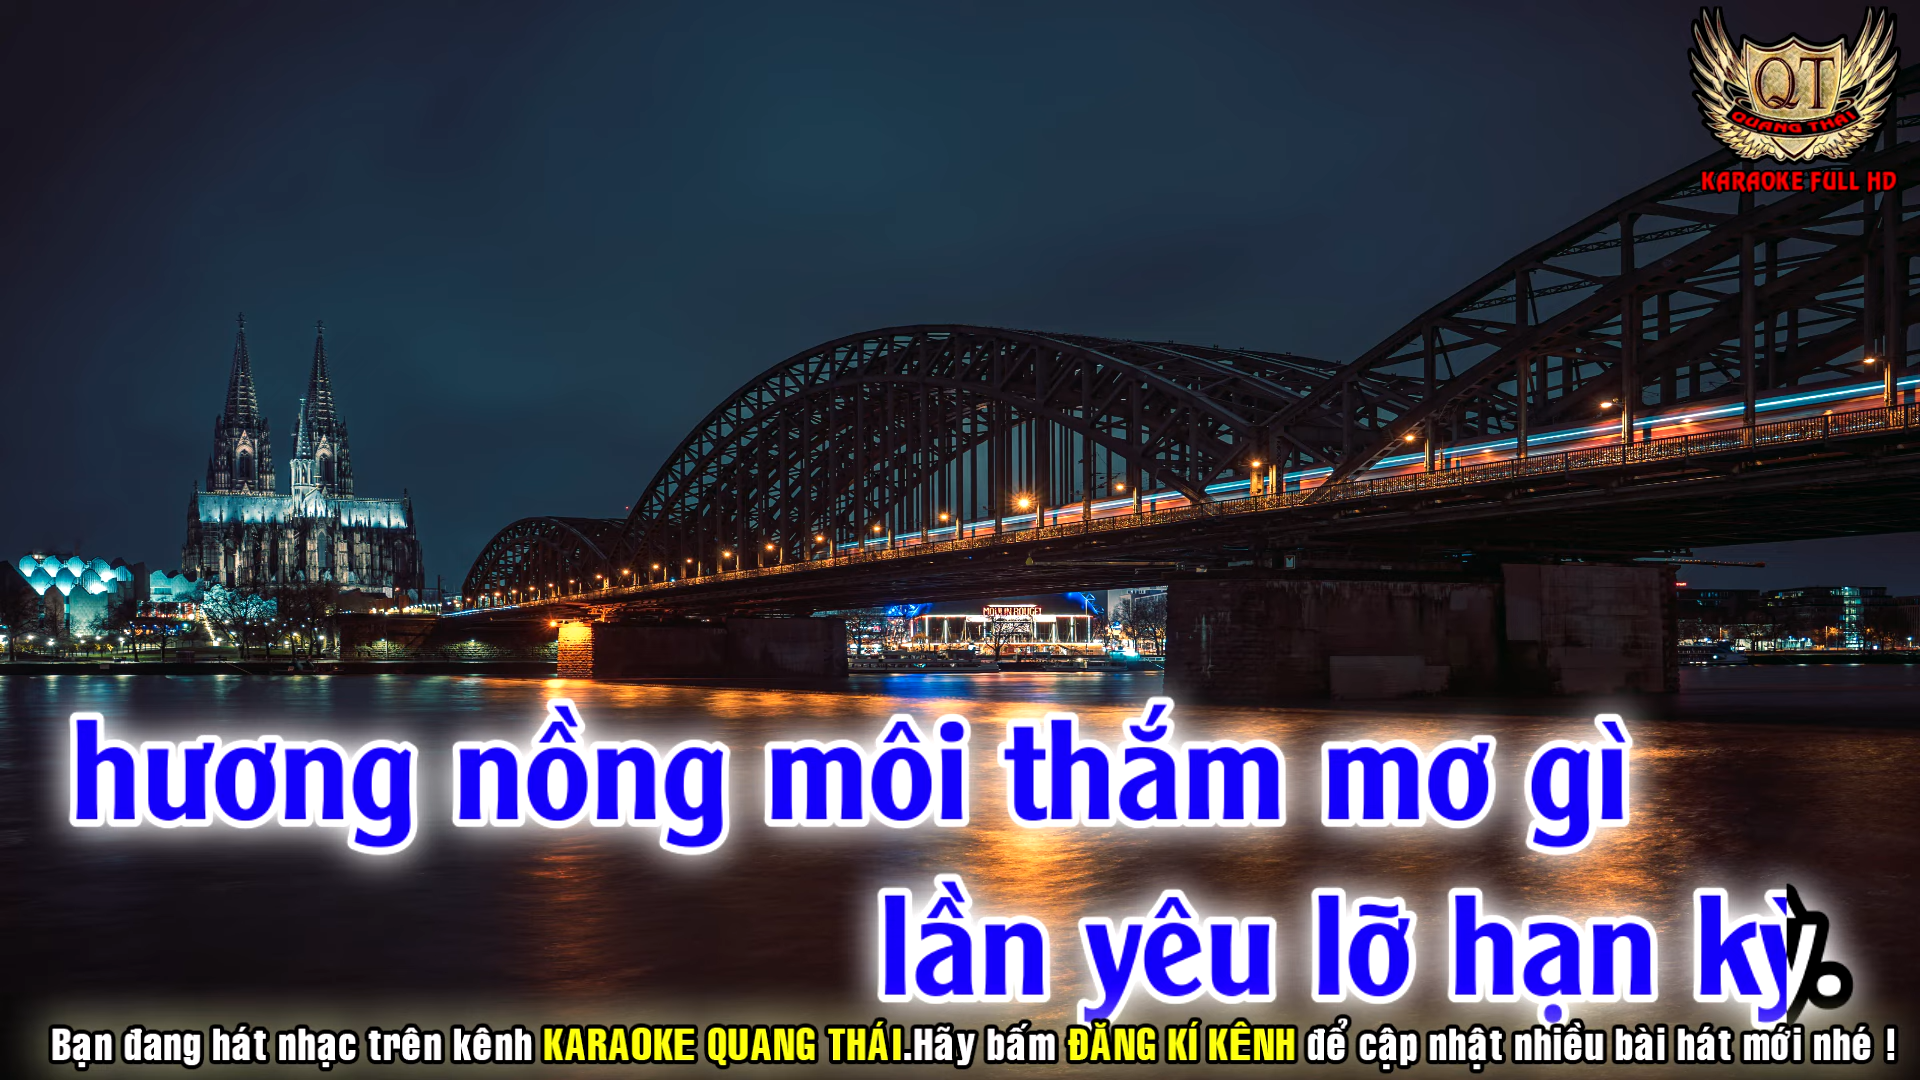 QT
QUANG THÁI
KARAOKE FULL HD
MOULIN ROUGE
hương nồng môi thắm mơ gì
lần yêu lỡ hạn kỳ
Bạn đang hát nhạc trên kênh KARAOKE QUANG THÁI.Hãy bấm ĐĂNG KÍ KÊNH để cập nhật nhiều bài hát mới nhé !